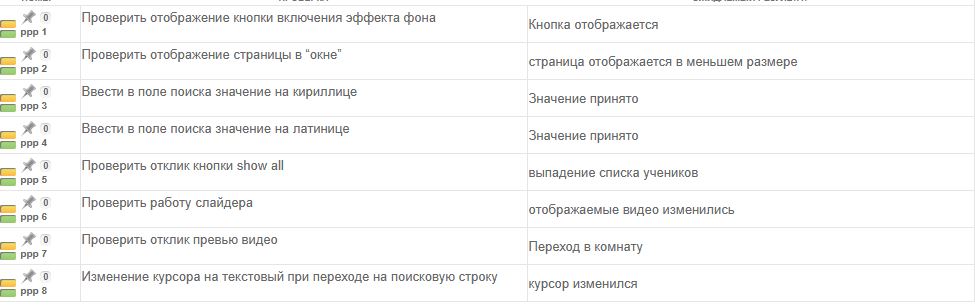 0
Проверить отображение кнопки включения эффекта фона
Кнопка отображается
ppp 1
0
Проверить отображение страницы в “окне”
страница отображается в меньшем размере
ppp 2
0
Ввести в поле поиска значение на кириллице
Значение принято
ppp 3
0
Ввести в поле поиска значение на латинице
Значение принято
ppp 4
0
Проверить отклик кнопки show all
выпадение списка учеников
ppp 5
0
Проверить работу слайдера
отображаемые видео изменились
ppp 6
0
Проверить отклик превью видео
Переход в комнату
ppp 7
0
Изменение курсора на текстовый при переходе на поисковую строку
курсор изменился
ppp 8